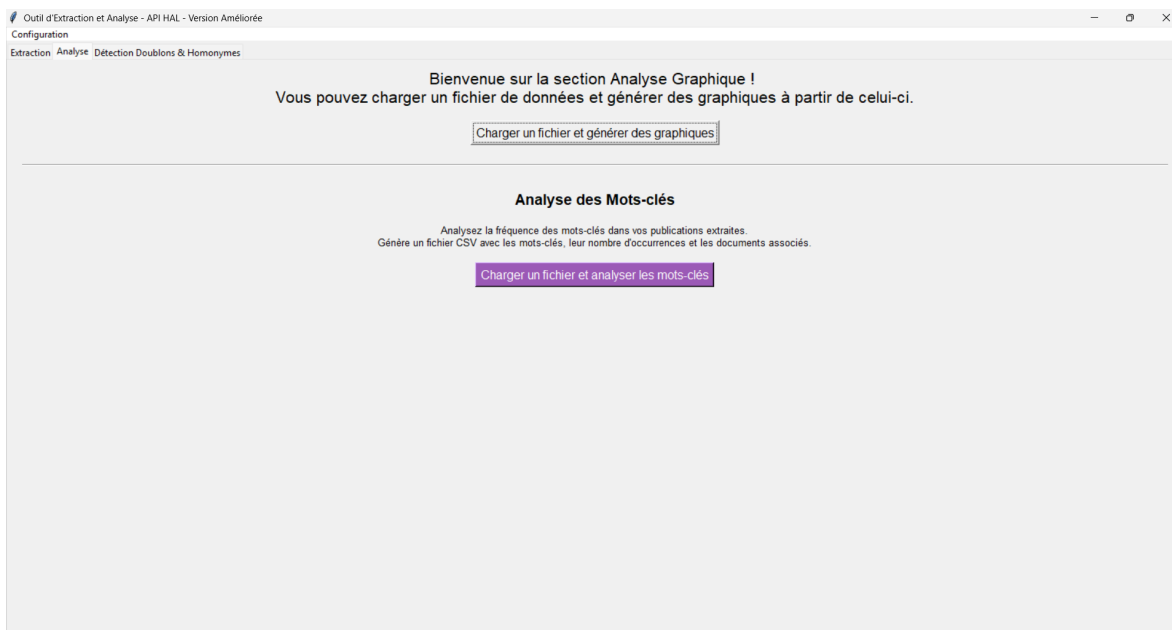 Outil d'Extraction et Analyse - API HAL - Version Améliorée
Configuration
Extraction Analyse Détection Doublons & Homonymes
Bienvenue sur la section Analyse Graphique !
Vous pouvez charger un fichier de données et générer des graphiques à partir de celui-ci.
Charger un fichier et générer des graphiques
Analyse des Mots-clés
Analysez la fréquence des mots-clés dans vos publications extraites.
Génère un fichier CSV avec les mots-clés, leur nombre d'occurrences et les documents associés.
Charger un fichier et analyser les mots-clés